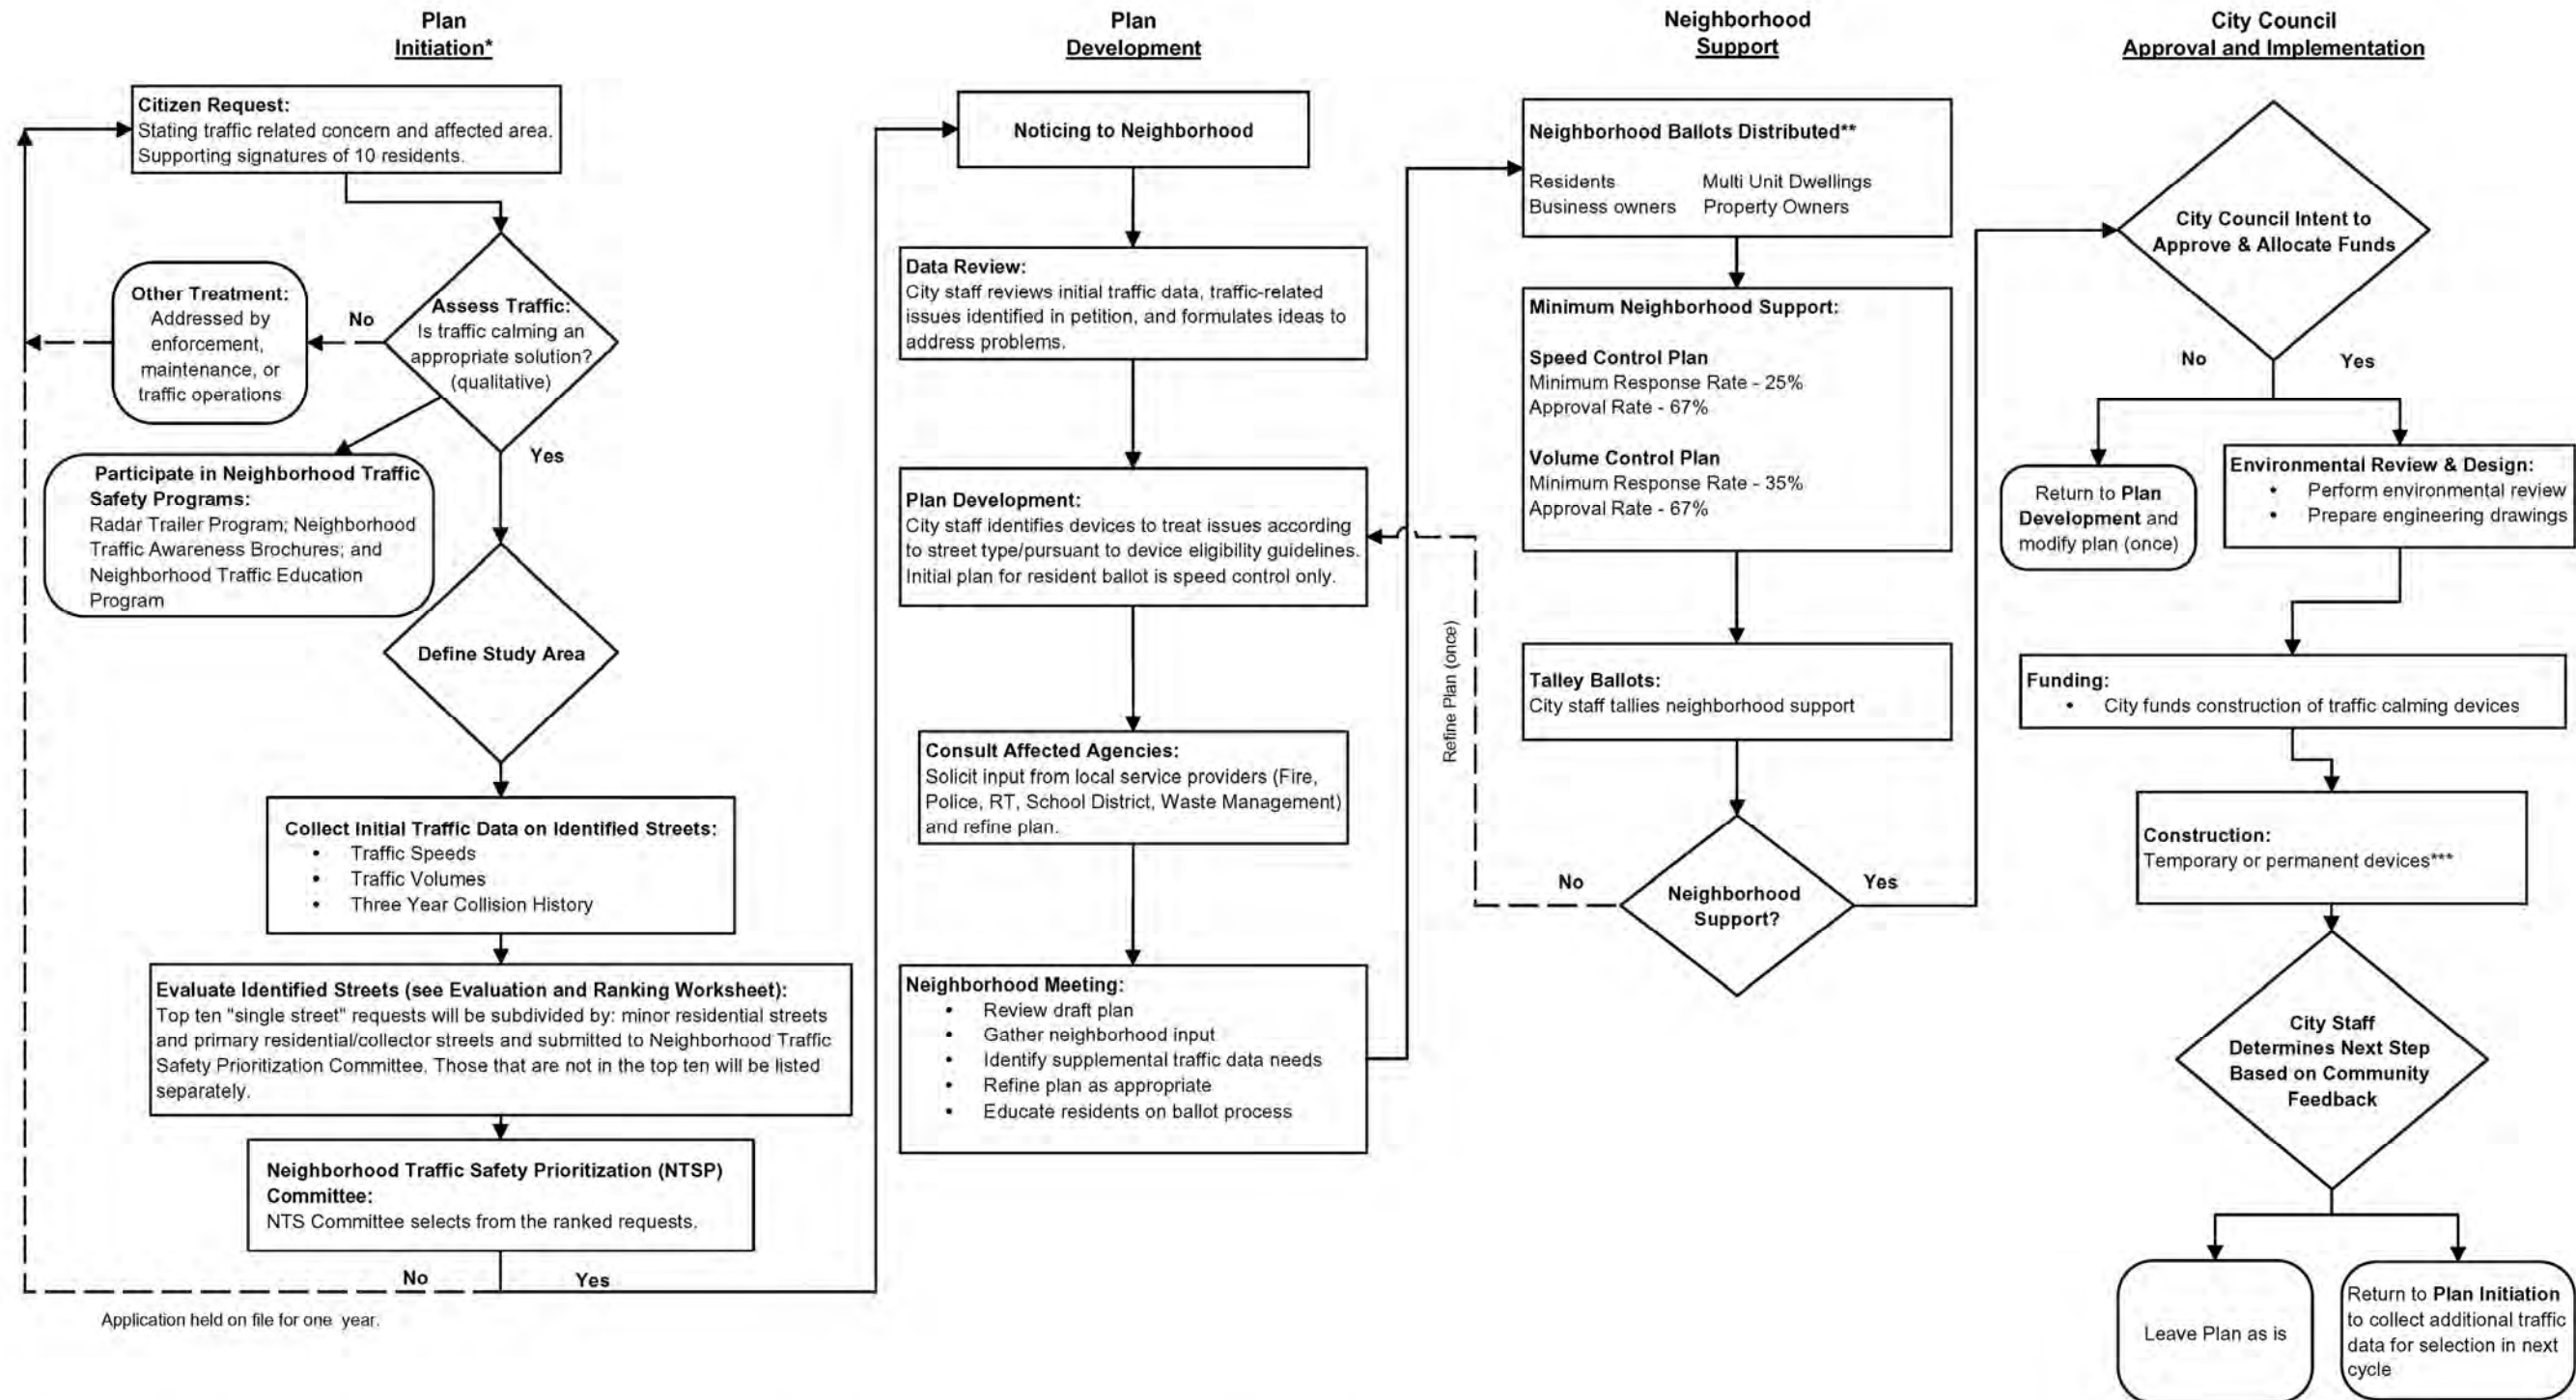 Plan
Initiation*
Citizen Request:
Stating traffic related concern and affected area.
Supporting signatures of 10 residents.
Other Treatment:
Addressed by
enforcement,
maintenance, or
traffic operations
No
Assess Traffic:
Is traffic calming an
appropriate solution?
(qualitative)
Yes
Participate in Neighborhood Traffic
Safety Programs:
Radar Trailer Program; Neighborhood
Traffic Awareness Brochures; and
Neighborhood Traffic Education
Program
Define Study Area
Collect Initial Traffic Data on Identified Streets:
• Traffic Speeds
• Traffic Volumes
• Three Year Collision History
Evaluate Identified Streets (see Evaluation and Ranking Worksheet):
Top ten "single street" requests will be subdivided by: minor residential streets
and primary residential/collector streets and submitted to Neighborhood Traffic
Safety Prioritization Committee. Those that are not in the top ten will be listed
separately.
Neighborhood Traffic Safety Prioritization (NTSP)
Committee:
NTS Committee selects from the ranked requests.
No
Yes
Application held on file for one year.
Plan
Development
Noticing to Neighborhood
Data Review:
City staff reviews initial traffic data, traffic-related
issues identified in petition, and formulates ideas to
address problems.
Plan Development:
City staff identifies devices to treat issues according
to street type/pursuant to device eligibility guidelines.
Initial plan for resident ballot is speed control only.
Consult Affected Agencies:
Solicit input from local service providers (Fire,
Police, RT, School District, Waste Management)
and refine plan.
Neighborhood Meeting:
• Review draft plan
• Gather neighborhood input
• Identify supplemental traffic data needs
• Refine plan as appropriate
• Educate residents on ballot process
Refine Plan (once)
Neighborhood
Support
Neighborhood Ballots Distributed**
Residents Multi Unit Dwellings
Business owners Property Owners
Minimum Neighborhood Support:
Speed Control Plan
Minimum Response Rate - 25%
Approval Rate - 67%
Volume Control Plan
Minimum Response Rate - 35%
Approval Rate - 67%
Talley Ballots:
City staff tallies neighborhood support
No
Neighborhood
Support?
Yes
City Council
Approval and Implementation
City Council Intent to
Approve & Allocate Funds
No
Yes
Return to Plan
Development and
modify plan (once)
Environmental Review & Design:
• Perform environmental review
• Prepare engineering drawings
Funding:
• City funds construction of traffic calming devices
Construction:
Temporary or permanent devices***
City Staff
Determines Next Step
Based on Community
Feedback
Leave Plan as is
Return to Plan Initiation
to collect additional traffic
data for selection in next
cycle